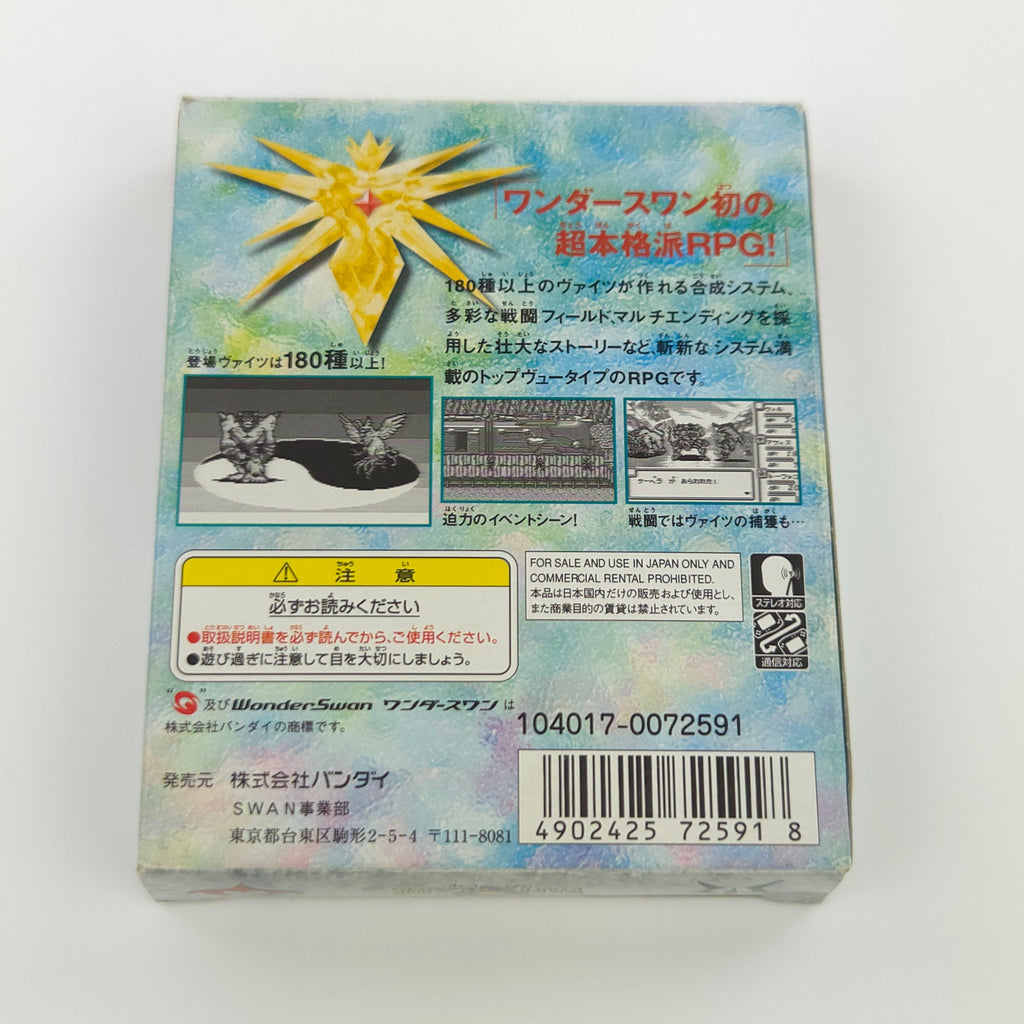 「ワンダースワン初の
超本格派RPG!」
180種以上のヴァイツが作れる合成システム、
多彩な戦闘フィールド、マルチエンディングを採
用した壮大なストーリーなど、斬新なシステム満
載のトップヴュータイプのRPGです。
登場ヴァイツは180種以上!
迫力のイベントシーン!
サーベラ が あらわれた!
戦闘ではヴァイツの捕獲も…
注意
必ずお読みください
●取扱説明書を必ず読んでから、ご使用ください。
●遊び過ぎに注意して目を大切にしましょう。
FOR SALE AND USE IN JAPAN ONLY AND
COMMERCIAL RENTAL PROHIBITED.
本品は日本国内だけの販売および使用とし、
また商業目的の賃貸は禁止されています。
ステレオ対応
通信対応
及び WonderSwan ワンダースワン は
株式会社バンダイの商標です。
104017-0072591
発売元 株式会社バンダイ
SWAN事業部
東京都台東区駒形2-5-4 〒111-8081
4902425 72591 8